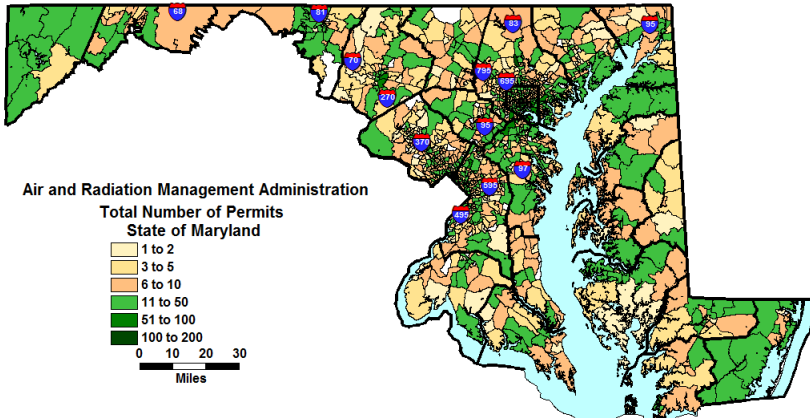 68
81
83
95
70
795
695
270
95
370
97
595
495
Air and Radiation Management Administration
Total Number of Permits
State of Maryland
1 to 2
3 to 5
6 to 10
11 to 50
51 to 100
100 to 200
0 10 20 30
Miles